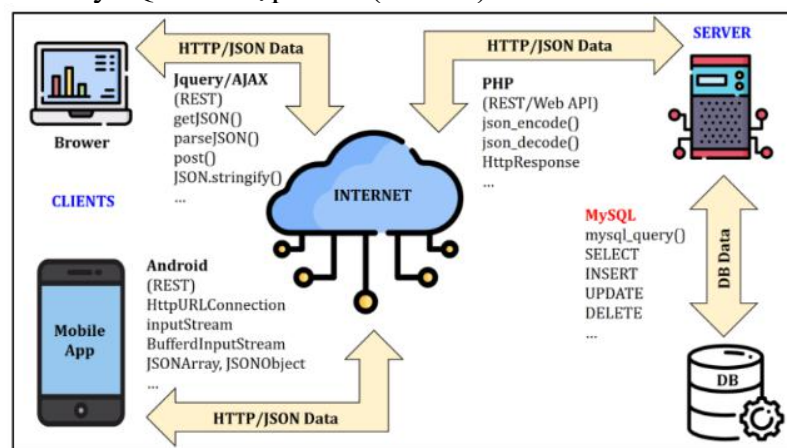 HTTP/JSON Data
Jquery/AJAX
(REST)
getJSON()
parseJSON()
post()
JSON.stringify()
...
Brower
CLIENTS
HTTP/JSON Data
SERVER
PHP
(REST/Web API)
json_encode()
json_decode()
HttpResponse
...
INTERNET
MySQL
mysql_query()
SELECT
INSERT
UPDATE
DELETE
...
DB Data
Android
(REST)
HttpURLConnection
inputStream
BufferdInputStream
JSONArray, JSONObject
...
Mobile
App
HTTP/JSON Data
DB